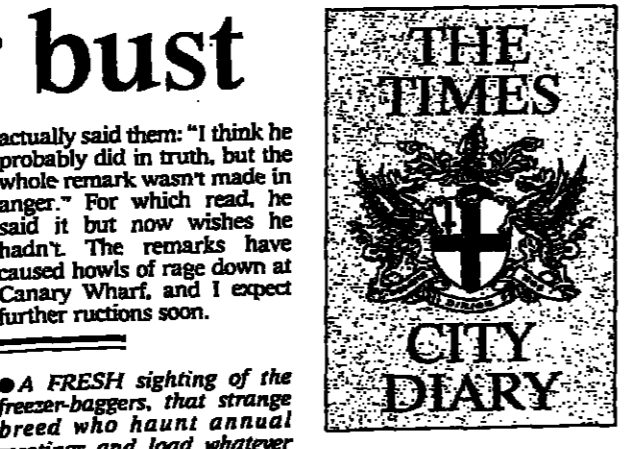 bust
actually said them: "I think he
probably did in truth, but the
whole remark wasn't made in
anger." For which read, he
said it but now wishes he
hadn't. The remarks have
caused howls of rage down at
Canary Wharf, and I expect
further ructions soon.
●A FRESH sighting of the
freezer-baggers, that strange
breed who haunt annual
meetings and load whatever
THE
TIMES
CITY
DIARY